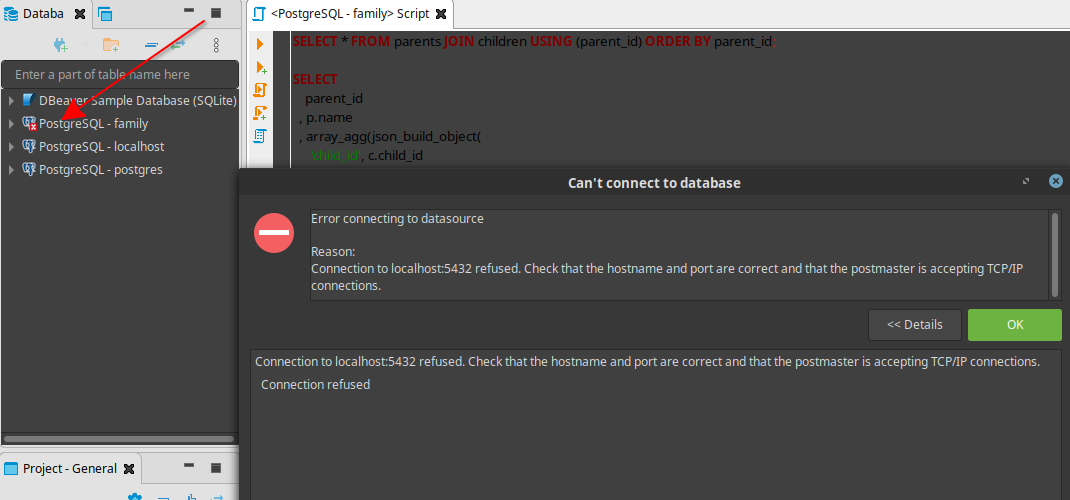 Databa
<PostgreSQL - family> Script
SELECT * FROM parents JOIN children USING (parent_id) ORDER BY parent_id;
Enter a part of table name here
SELECT
DBeaver Sample Database (SQLite)
parent_id
PostgreSQL - family
, p.name
PostgreSQL - localhost
, array_agg(json_build_object(
'child_id', c.child_id
PostgreSQL - postgres
Can't connect to database
Error connecting to datasource
Reason:
Connection to localhost:5432 refused. Check that the hostname and port are correct and that the postmaster is accepting TCP/IP
connections.
<< Details
OK
Connection to localhost:5432 refused. Check that the hostname and port are correct and that the postmaster is accepting TCP/IP connections.
Connection refused
Project - General